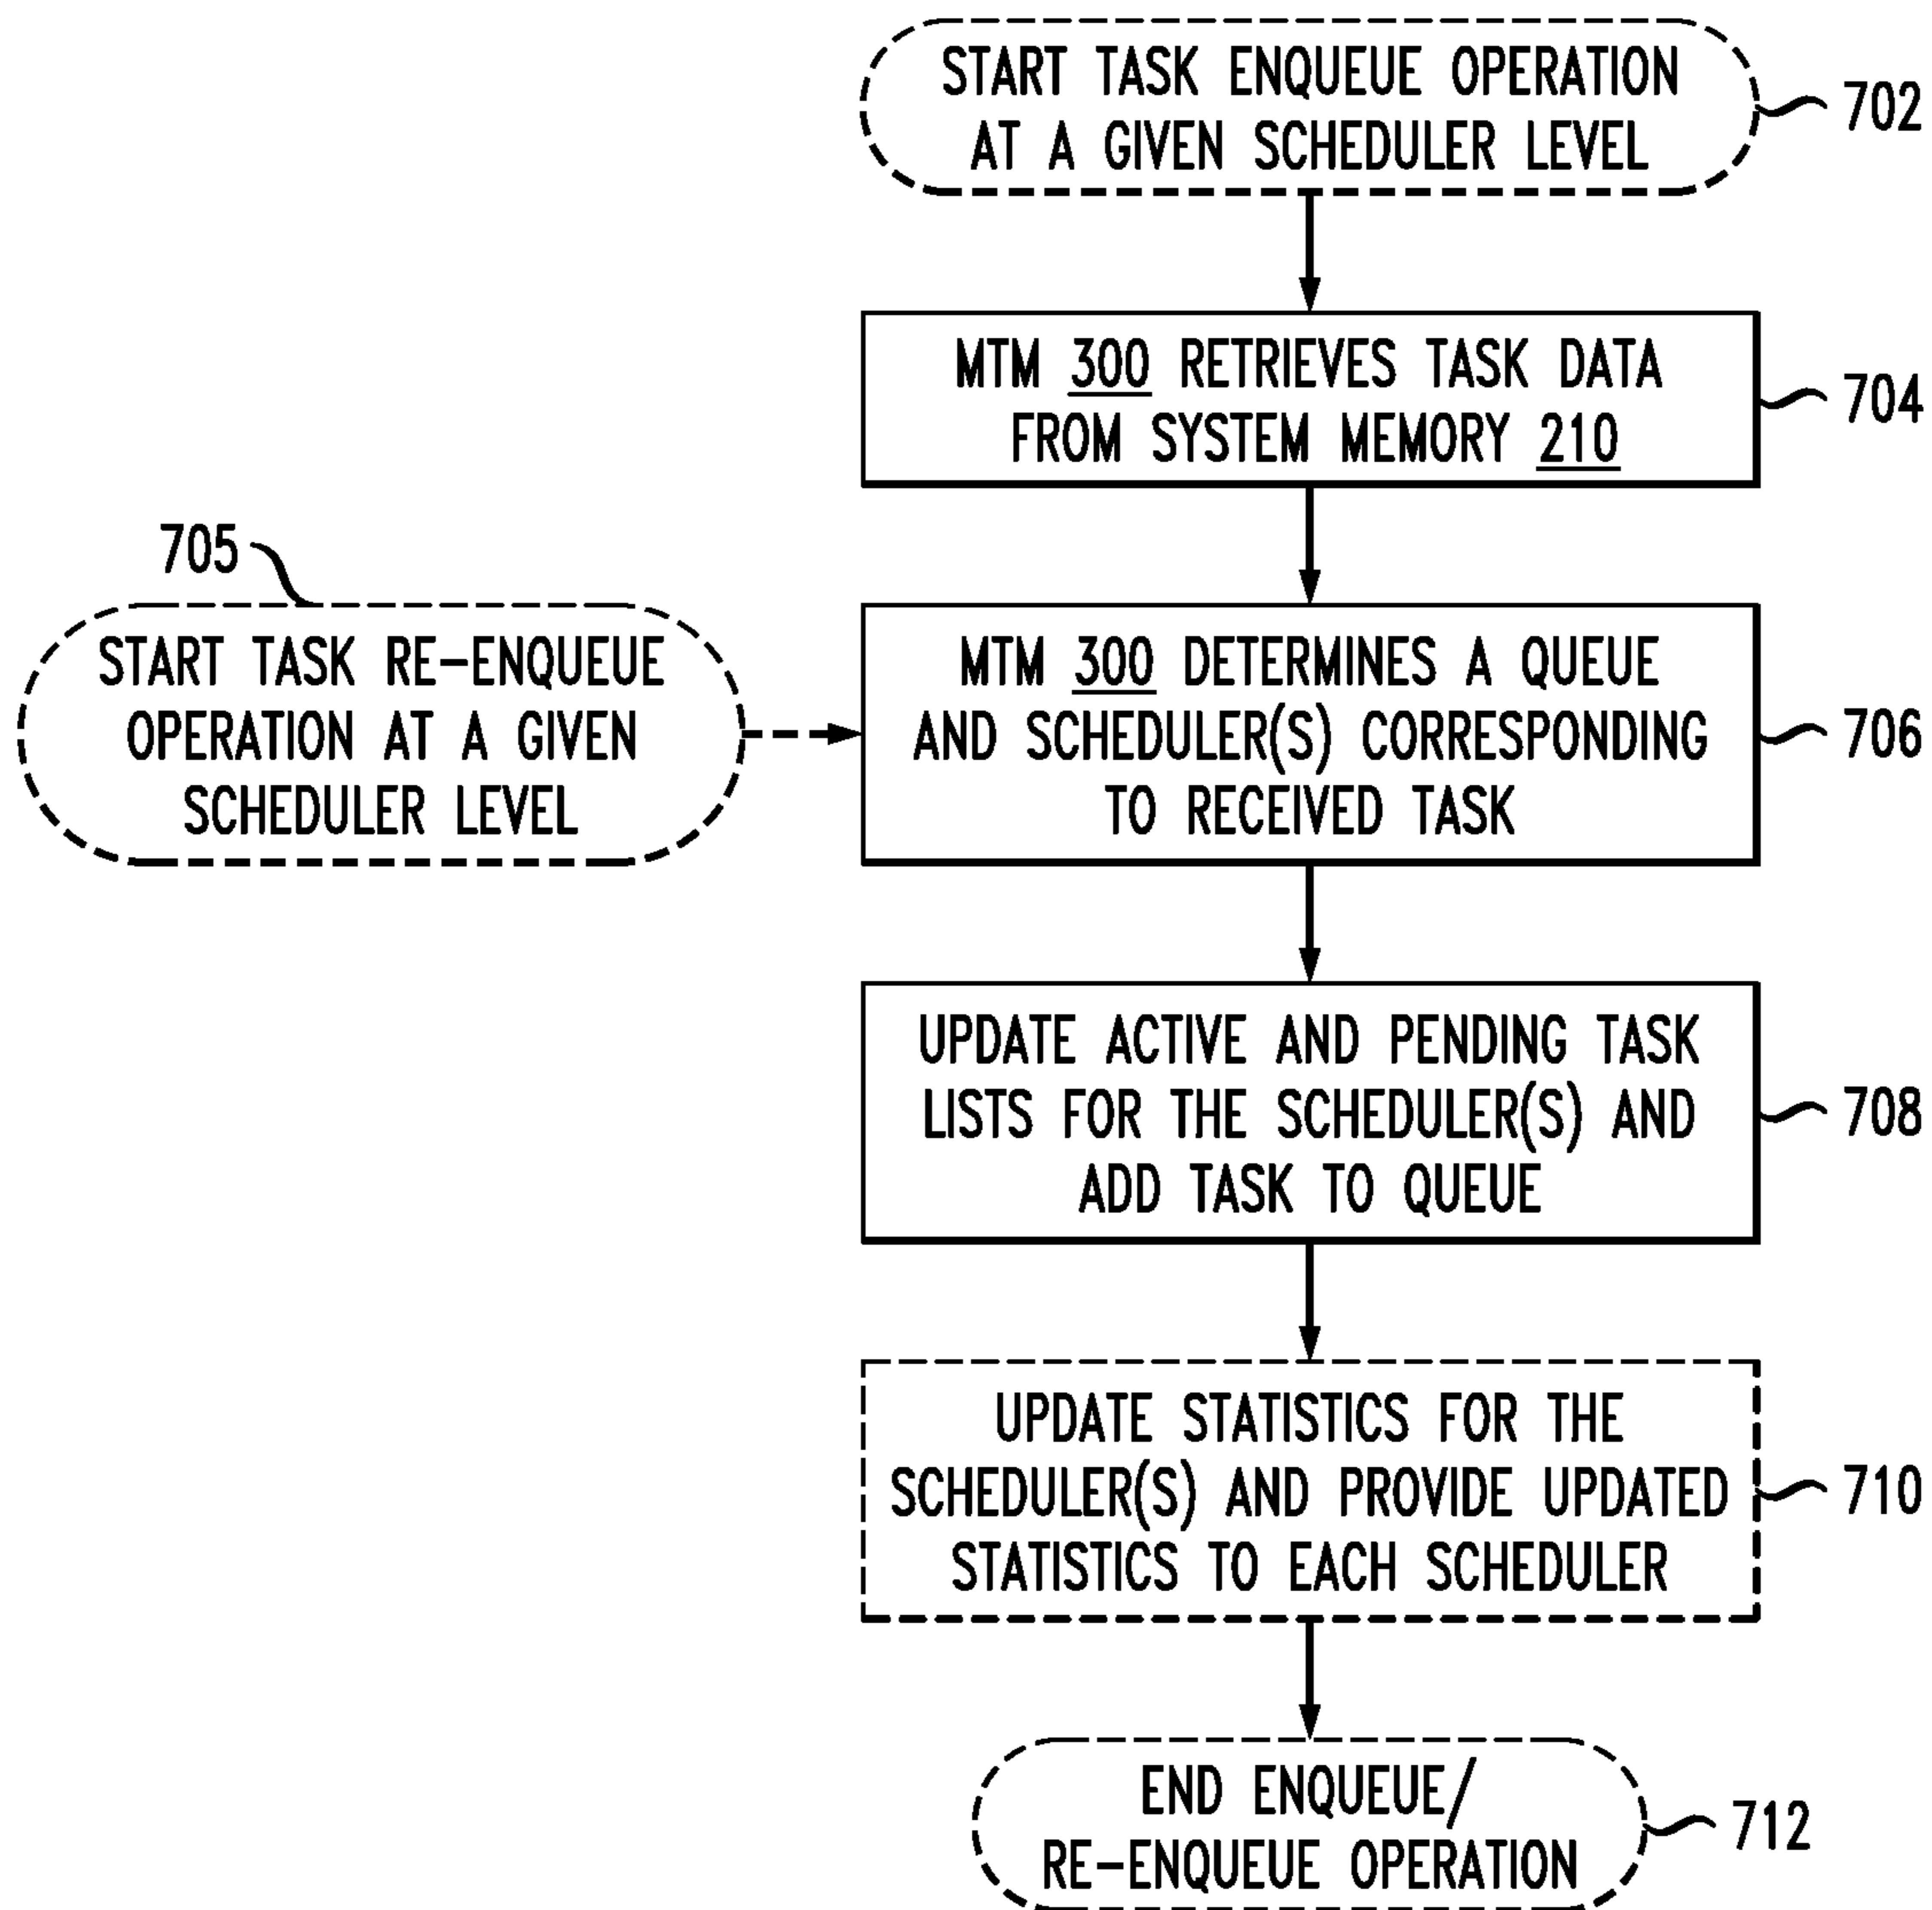 START TASK ENQUEUE OPERATION
AT A GIVEN SCHEDULER LEVEL
702
MTM 300 RETRIEVES TASK DATA
FROM SYSTEM MEMORY 210
704
705
START TASK RE-ENQUEUE
OPERATION AT A GIVEN
SCHEDULER LEVEL
MTM 300 DETERMINES A QUEUE
AND SCHEDULER(S) CORRESPONDING
TO RECEIVED TASK
706
UPDATE ACTIVE AND PENDING TASK
LISTS FOR THE SCHEDULER(S) AND
ADD TASK TO QUEUE
708
UPDATE STATISTICS FOR THE
SCHEDULER(S) AND PROVIDE UPDATED
STATISTICS TO EACH SCHEDULER
710
END ENQUEUE/
RE-ENQUEUE OPERATION
712